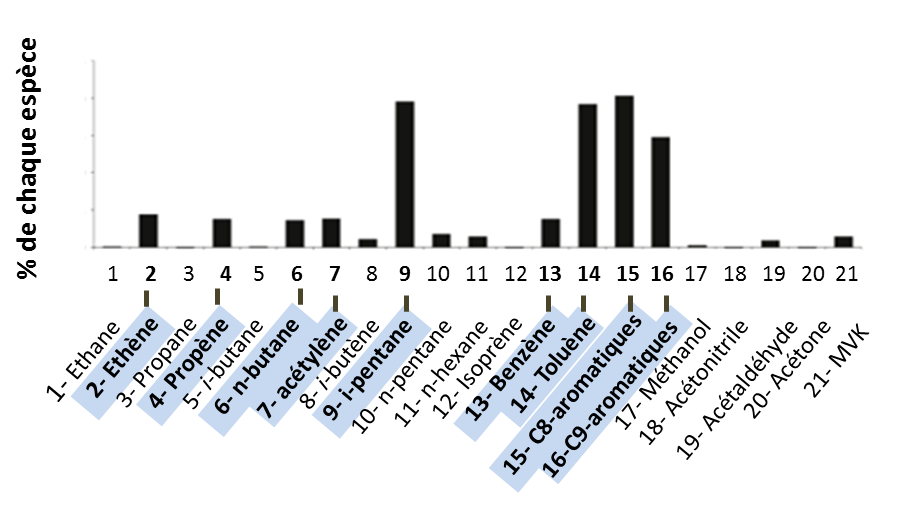 % de chaque espèce
1 2 3 4 5 6 7 8 9 10 11 12 13 14 15 16 17 18 19 20 21
1- Ethane
2- Ethène
3- Propane
4- Propène
5- i-butane
6- n-butane
7- acétylène
8- i-butène
9- i-pentane
10- n-pentane
11- n-hexane
12- Isoprène
13- Benzène
14- Toluène
15- C8-aromatiques
16-C9-aromatiques
17- Méthanol
18- Acétonitrile
19- Acétaldéhyde
20- Acétone
21- MVK